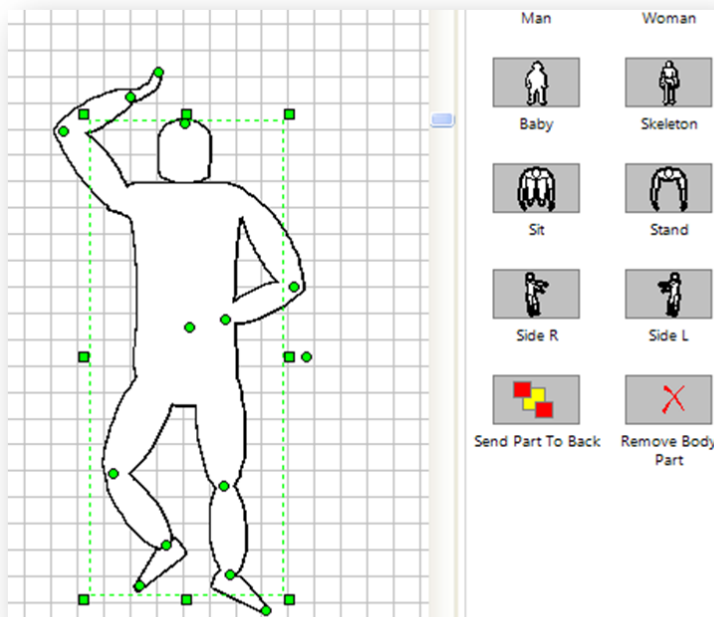 Man Woman
Baby Skeleton
Sit Stand
Side R Side L
Send Part To Back Remove Body
Part